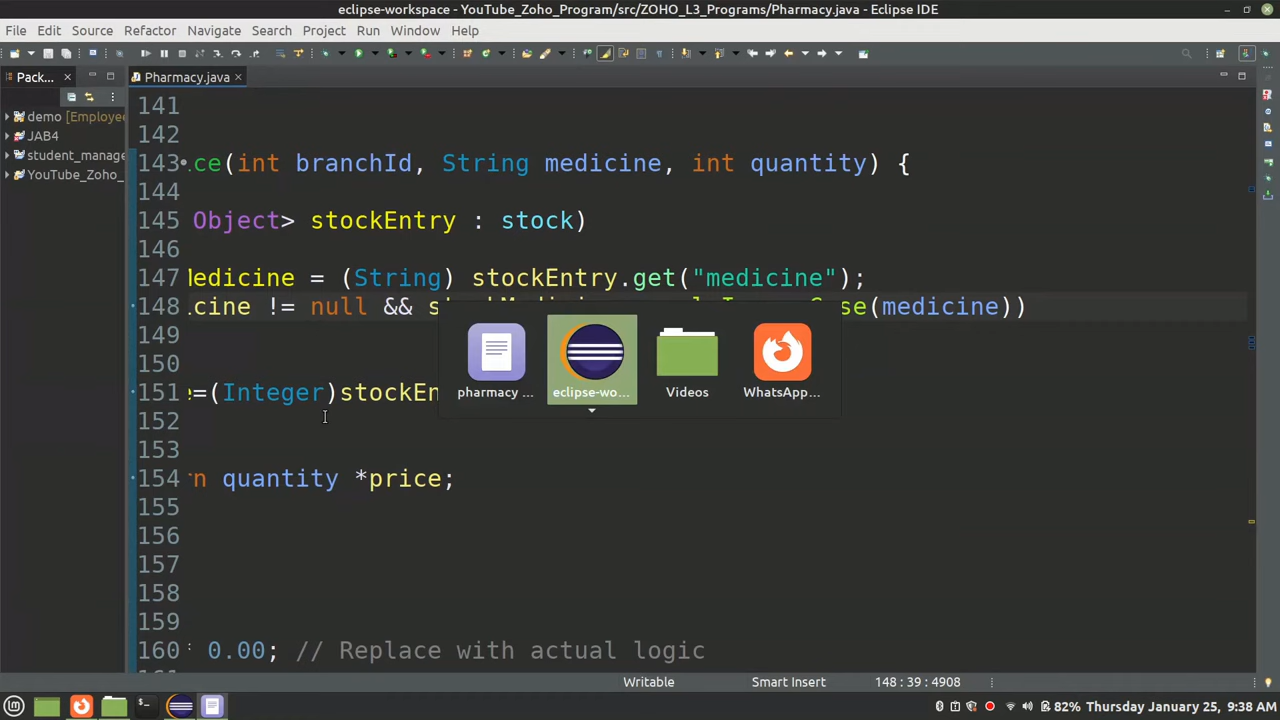 eclipse-workspace - YouTube_Zoho_Program/src/ZOHO_L3_Programs/Pharmacy.java - Eclipse IDE
File Edit Source Refactor Navigate Search Project Run Window Help
Pack...
Pharmacy.java
demo [Employee
JAB4
student_manage
YouTube_Zoho_
141
142
143 ce(int branchId, String medicine, int quantity) {
144
145 Object> stockEntry : stock)
146
147 Medicine = (String) stockEntry.get("medicine");
148 icine != null && se(medicine))
149
150
151 e=(Integer)stockEn
152
153
154 rn quantity *price;
155
156
157
158
159
160 0.00; // Replace with actual logic
pharmacy ...
eclipse-wo...
Videos
WhatsApp...
Writable
Smart Insert
148 : 39 : 4908
82% Thursday January 25, 9:38 AM